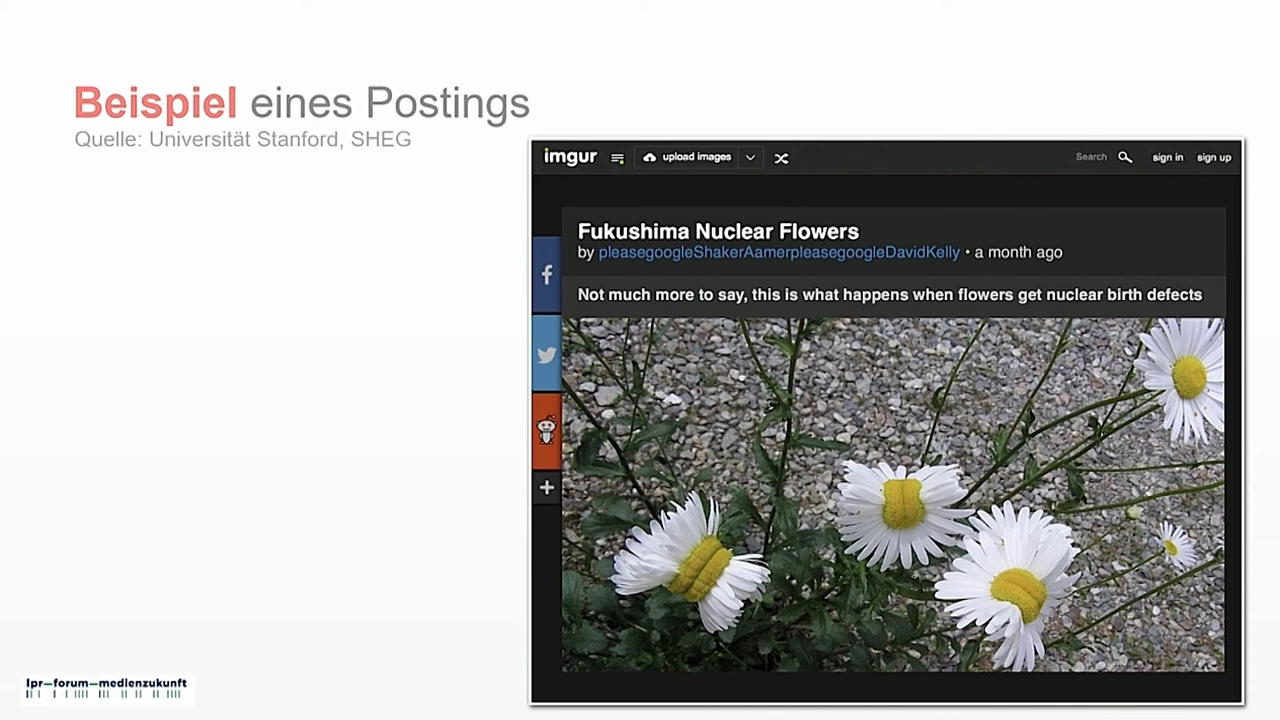 Beispiel eines Postings
Quelle: Universität Stanford, SHEG
imgur
upload images
Search
sign in
sign up
Fukushima Nuclear Flowers
by pleasegoogleShakerAamerpleasegoogleDavidKelly • a month ago
Not much more to say, this is what happens when flowers get nuclear birth defects
lpr–forum–medienzukunft